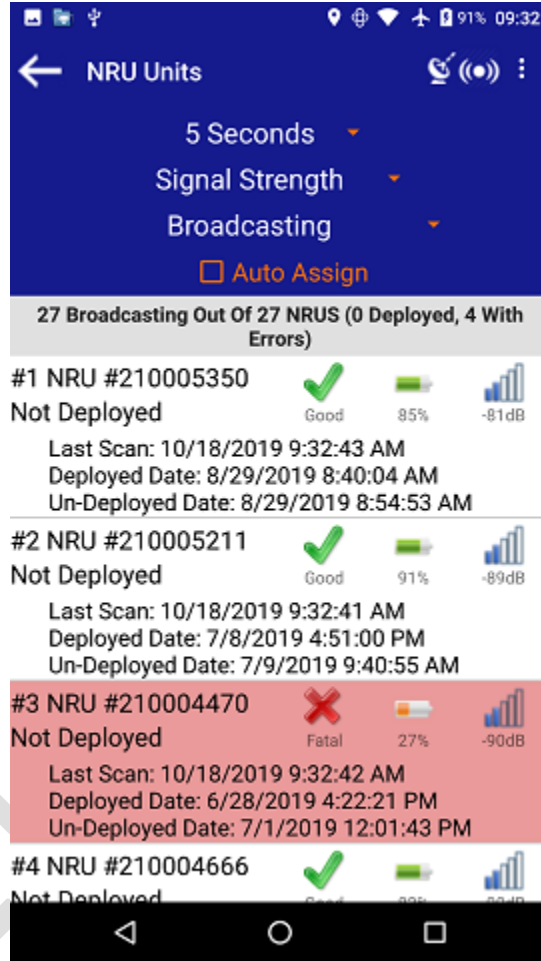 91% 09:32
NRU Units
5 Seconds
Signal Strength
Broadcasting
Auto Assign
27 Broadcasting Out Of 27 NRUS (0 Deployed, 4 With
Errors)
#1 NRU #210005350
Not Deployed
Good 85% -81dB
Last Scan: 10/18/2019 9:32:43 AM
Deployed Date: 8/29/2019 8:40:04 AM
Un-Deployed Date: 8/29/2019 8:54:53 AM
#2 NRU #210005211
Not Deployed
Good 91% -89dB
Last Scan: 10/18/2019 9:32:41 AM
Deployed Date: 7/8/2019 4:51:00 PM
Un-Deployed Date: 7/9/2019 9:40:55 AM
#3 NRU #210004470
Not Deployed
Fatal 27% -90dB
Last Scan: 10/18/2019 9:32:42 AM
Deployed Date: 6/28/2019 4:22:21 PM
Un-Deployed Date: 7/1/2019 12:01:43 PM
#4 NRU #210004666
Not Deployed
Good